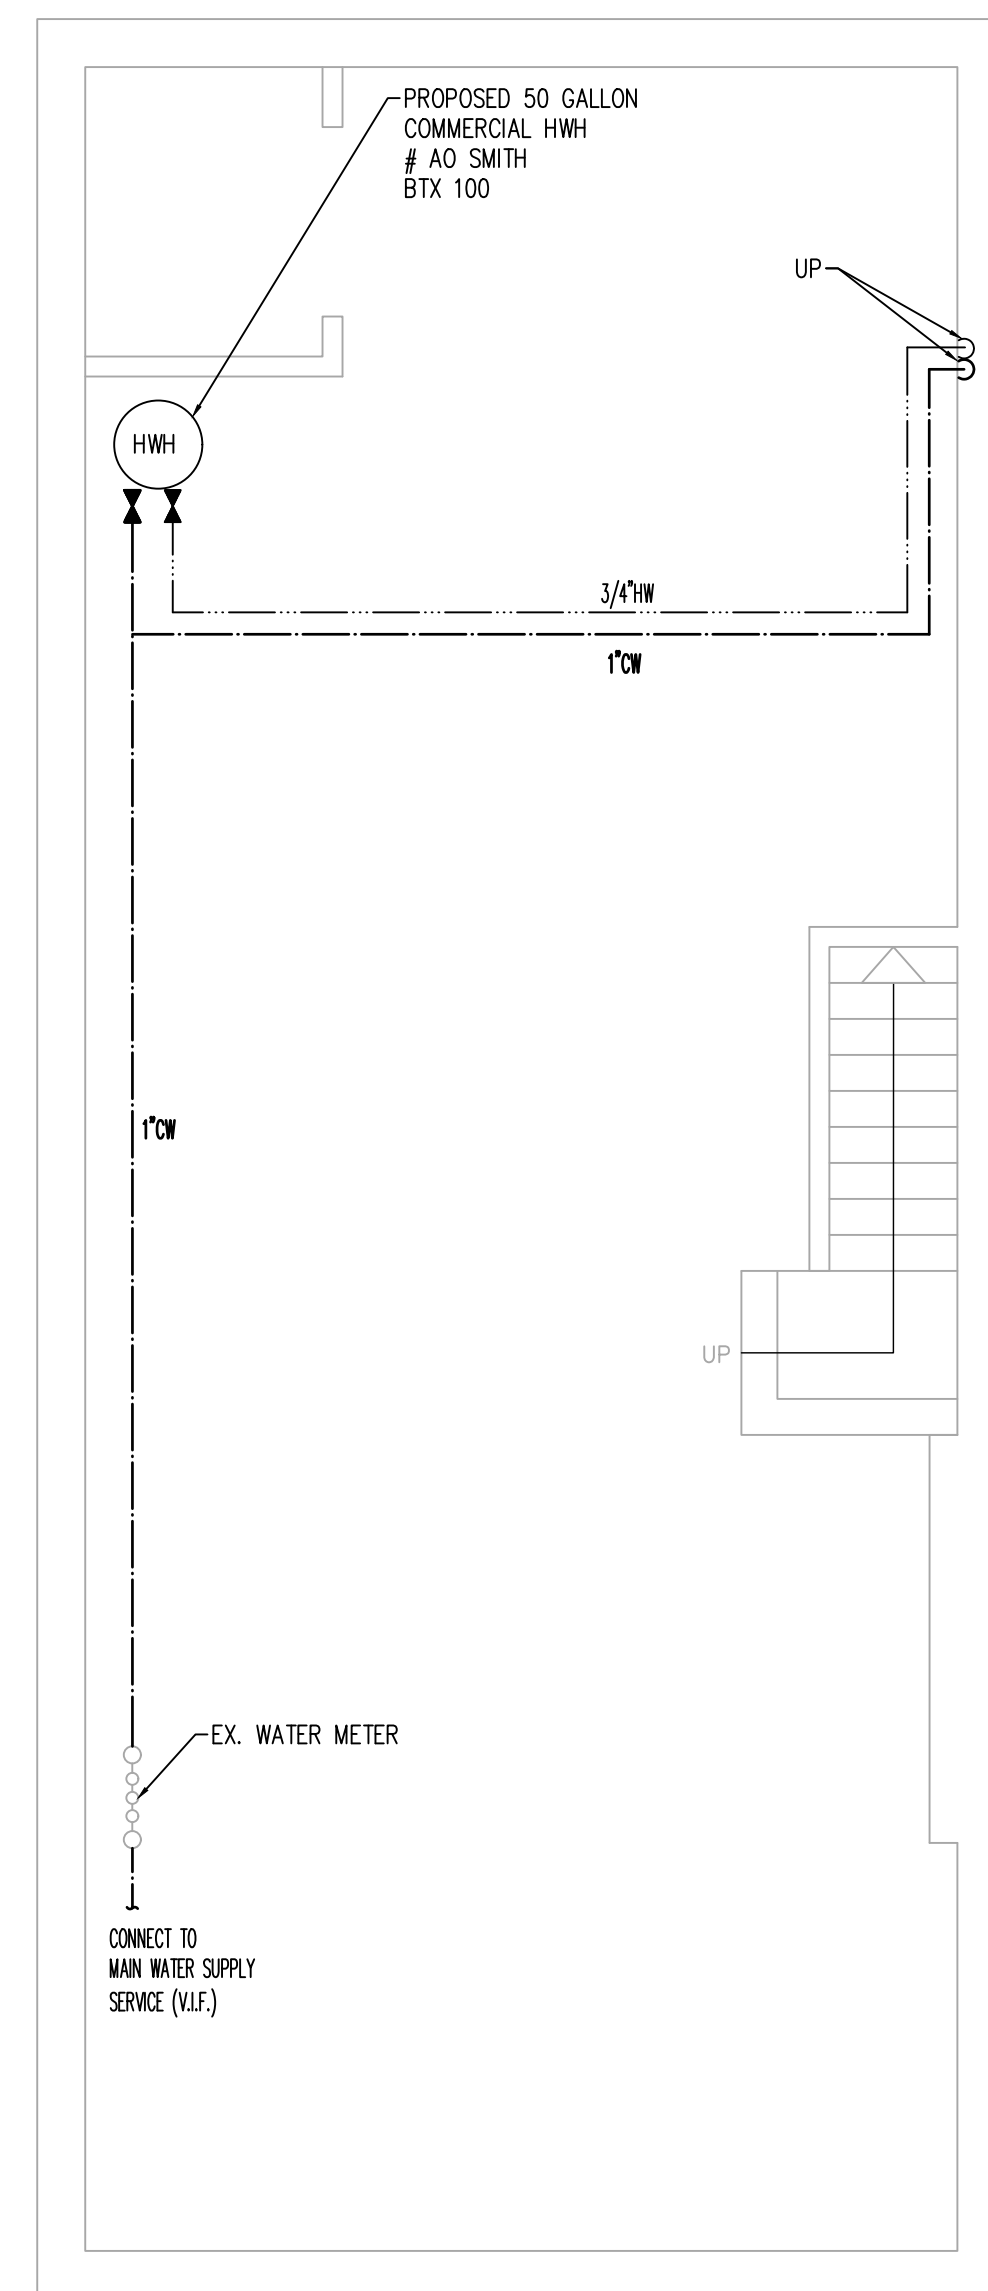 PROPOSED 50 GALLON
COMMERCIAL HWH
# AO SMITH
BTX 100
UP
HWH
3/4"HW
1"CW
1"CW
UP
EX. WATER METER
CONNECT TO
MAIN WATER SUPPLY
SERVICE (V.I.F.)